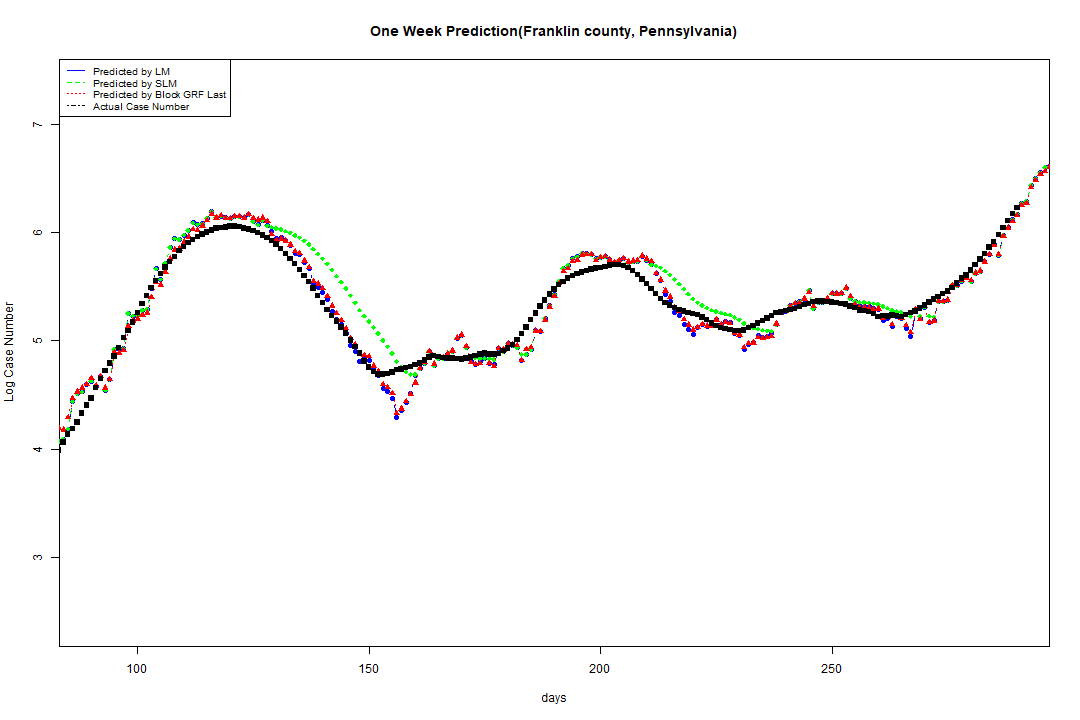 One Week Prediction(Franklin county, Pennsylvania)
Predicted by LM
Predicted by SLM
Predicted by Block GRF Last
Actual Case Number
7
6
5
4
3
Log Case Number
100 150 200 250
days